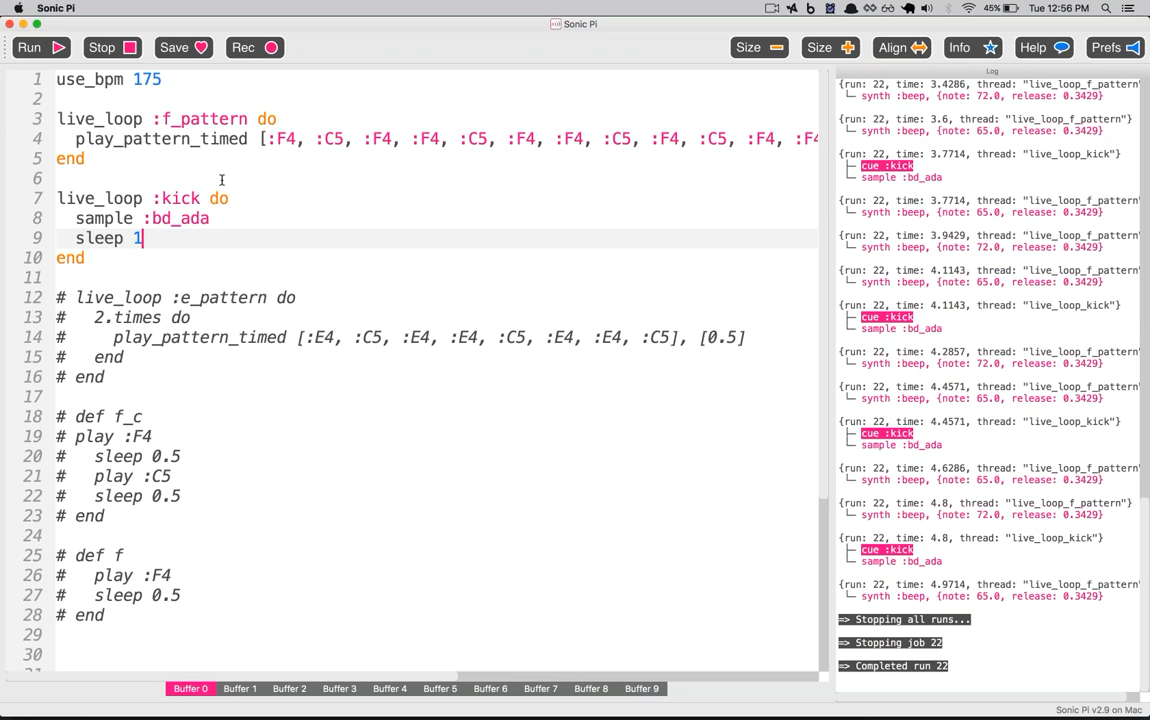 Sonic Pi
45% Tue 12:56 PM
Sonic Pi
Run Stop Save Rec Size Size Align Info Help Prefs
1 use_bpm 175
2
3 live_loop :f_pattern do
4 play_pattern_timed [:F4, :C5, :F4, :F4, :C5, :F4, :F4, :C5, :F4, :C5, :F4, :F4
5 end
6
7 live_loop :kick do
8 sample :bd_ada
9 sleep 1
10 end
11
12 # live_loop :e_pattern do
13 # 2.times do
14 # play_pattern_timed [:E4, :C5, :E4, :E4, :C5, :E4, :E4, :C5], [0.5]
15 # end
16 # end
17
18 # def f_c
19 # play :F4
20 # sleep 0.5
21 # play :C5
22 # sleep 0.5
23 # end
24
25 # def f
26 # play :F4
27 # sleep 0.5
28 # end
29
30
Log
{run: 22, time: 3.4286, thread: "live_loop_f_pattern"
└─ synth :beep, {note: 72.0, release: 0.3429}
{run: 22, time: 3.6, thread: "live_loop_f_pattern"}
└─ synth :beep, {note: 65.0, release: 0.3429}
{run: 22, time: 3.7714, thread: "live_loop_kick"}
├─ cue :kick
└─ sample :bd_ada
{run: 22, time: 3.7714, thread: "live_loop_f_pattern"
└─ synth :beep, {note: 65.0, release: 0.3429}
{run: 22, time: 3.9429, thread: "live_loop_f_pattern"
└─ synth :beep, {note: 72.0, release: 0.3429}
{run: 22, time: 4.1143, thread: "live_loop_f_pattern"
└─ synth :beep, {note: 65.0, release: 0.3429}
{run: 22, time: 4.1143, thread: "live_loop_kick"}
├─ cue :kick
└─ sample :bd_ada
{run: 22, time: 4.2857, thread: "live_loop_f_pattern"
└─ synth :beep, {note: 72.0, release: 0.3429}
{run: 22, time: 4.4571, thread: "live_loop_f_pattern"
└─ synth :beep, {note: 65.0, release: 0.3429}
{run: 22, time: 4.4571, thread: "live_loop_kick"}
├─ cue :kick
└─ sample :bd_ada
{run: 22, time: 4.6286, thread: "live_loop_f_pattern"
└─ synth :beep, {note: 65.0, release: 0.3429}
{run: 22, time: 4.8, thread: "live_loop_f_pattern"}
└─ synth :beep, {note: 72.0, release: 0.3429}
{run: 22, time: 4.8, thread: "live_loop_kick"}
├─ cue :kick
└─ sample :bd_ada
{run: 22, time: 4.9714, thread: "live_loop_f_pattern"
└─ synth :beep, {note: 65.0, release: 0.3429}
=> Stopping all runs...
=> Stopping job 22
=> Completed run 22
Buffer 0 Buffer 1 Buffer 2 Buffer 3 Buffer 4 Buffer 5 Buffer 6 Buffer 7 Buffer 8 Buffer 9
Sonic Pi v2.9 on Mac